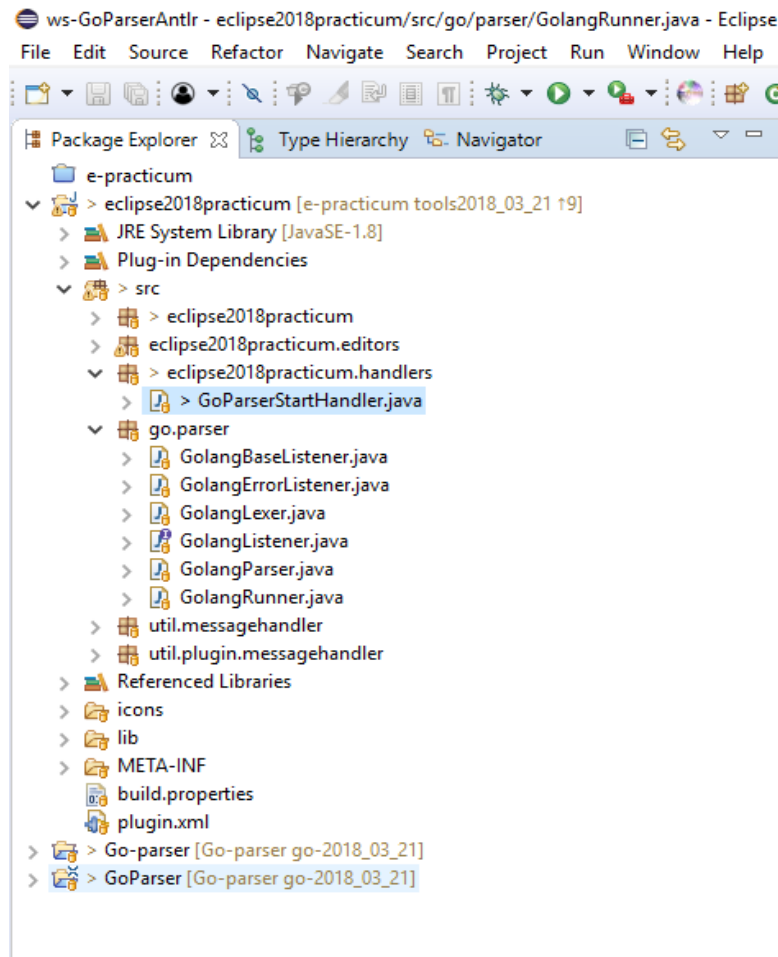 ws-GoParserAntlr - eclipse2018practicum/src/go/parser/GolangRunner.java - Eclipse
File Edit Source Refactor Navigate Search Project Run Window Help
Package Explorer Type Hierarchy Navigator
e-practicum
> eclipse2018practicum [e-practicum tools2018_03_21 ↑9]
JRE System Library [JavaSE-1.8]
Plug-in Dependencies
> src
> eclipse2018practicum
eclipse2018practicum.editors
> eclipse2018practicum.handlers
> GoParserStartHandler.java
go.parser
GolangBaseListener.java
GolangErrorListener.java
GolangLexer.java
GolangListener.java
GolangParser.java
GolangRunner.java
util.messagehandler
util.plugin.messagehandler
Referenced Libraries
icons
lib
META-INF
build.properties
plugin.xml
> Go-parser [Go-parser go-2018_03_21]
> GoParser [Go-parser go-2018_03_21]